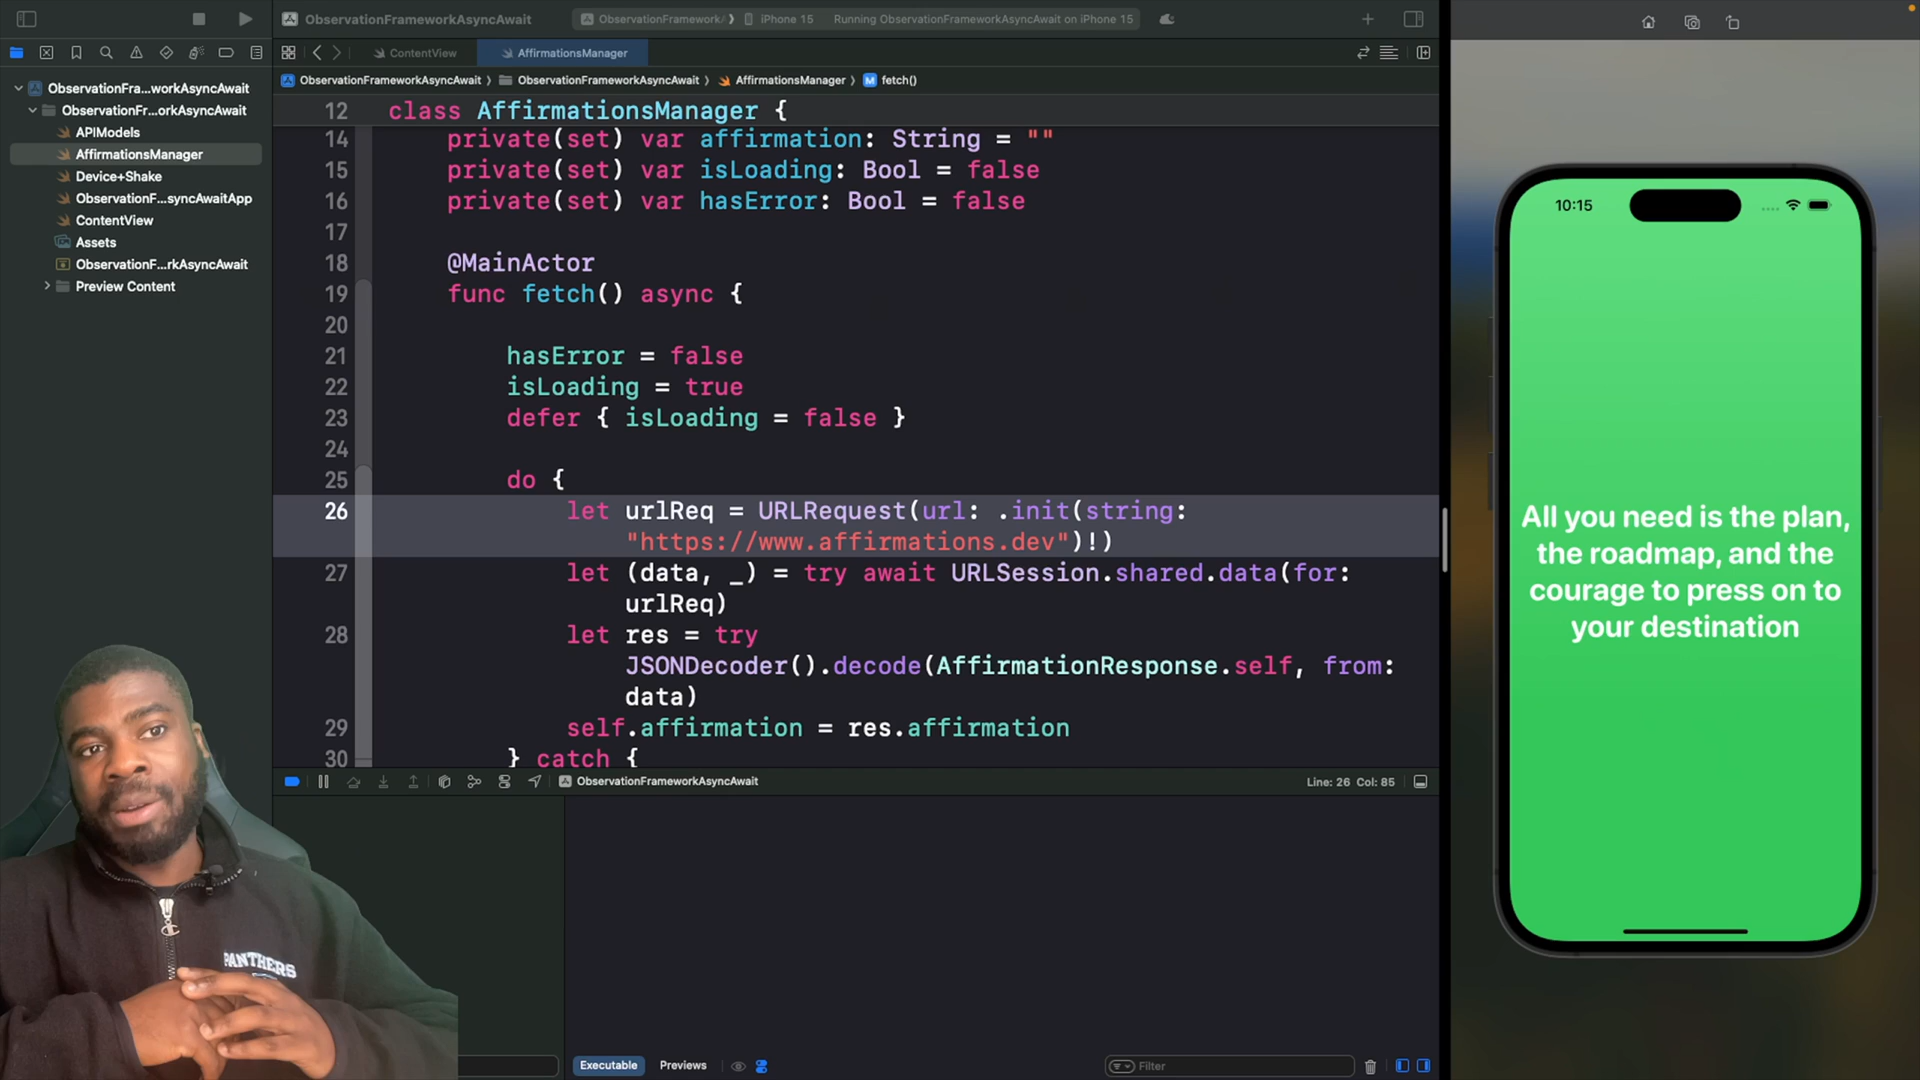 ObservationFrameworkAsyncAwait
ObservationFrameworkA
iPhone 15
Running ObservationFrameworkAsyncAwait on iPhone 15
ContentView
AffirmationsManager
ObservationFrameworkAsyncAwait
ObservationFrameworkAsyncAwait
AffirmationsManager
M fetch()
ObservationFra...workAsyncAwait
ObservationFr...orkAsyncAwait
APIModels
AffirmationsManager
Device+Shake
ObservationF...syncAwaitApp
ContentView
Assets
ObservationF...rkAsyncAwait
Preview Content
12 class AffirmationsManager {
14 private(set) var affirmation: String = ""
15 private(set) var isLoading: Bool = false
16 private(set) var hasError: Bool = false
17
18 @MainActor
19 func fetch() async {
20
21 hasError = false
22 isLoading = true
23 defer { isLoading = false }
24
25 do {
26 let urlReq = URLRequest(url: .init(string:
"https://www.affirmations.dev")!)
27 let (data, _) = try await URLSession.shared.data(for:
urlReq)
28 let res = try
JSONDecoder().decode(AffirmationResponse.self, from:
data)
29 self.affirmation = res.affirmation
30 } catch {
ObservationFrameworkAsyncAwait
Line: 26 Col: 85
Executable
Previews
Filter
10:15
All you need is the plan,
the roadmap, and the
courage to press on to
your destination
PANTHERS